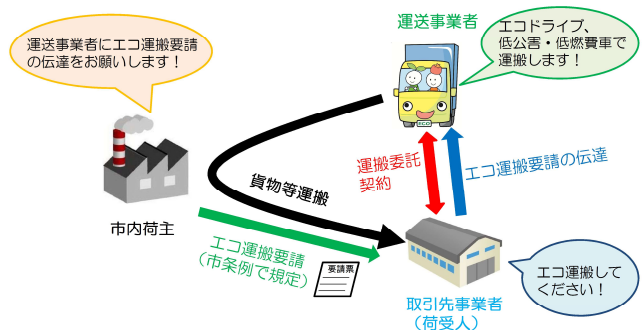 運送事業者にエコ運搬要請
の伝達をお願いします！
運送事業者
エコドライブ、
低公害・低燃費車で
運搬します！
ECO
市内荷主
貨物等運搬
運搬委託
契約
エコ運搬要請の伝達
エコ運搬要請
（市条例で規定）
要請票
取引先事業者
（荷受人）
エコ運搬して
ください！